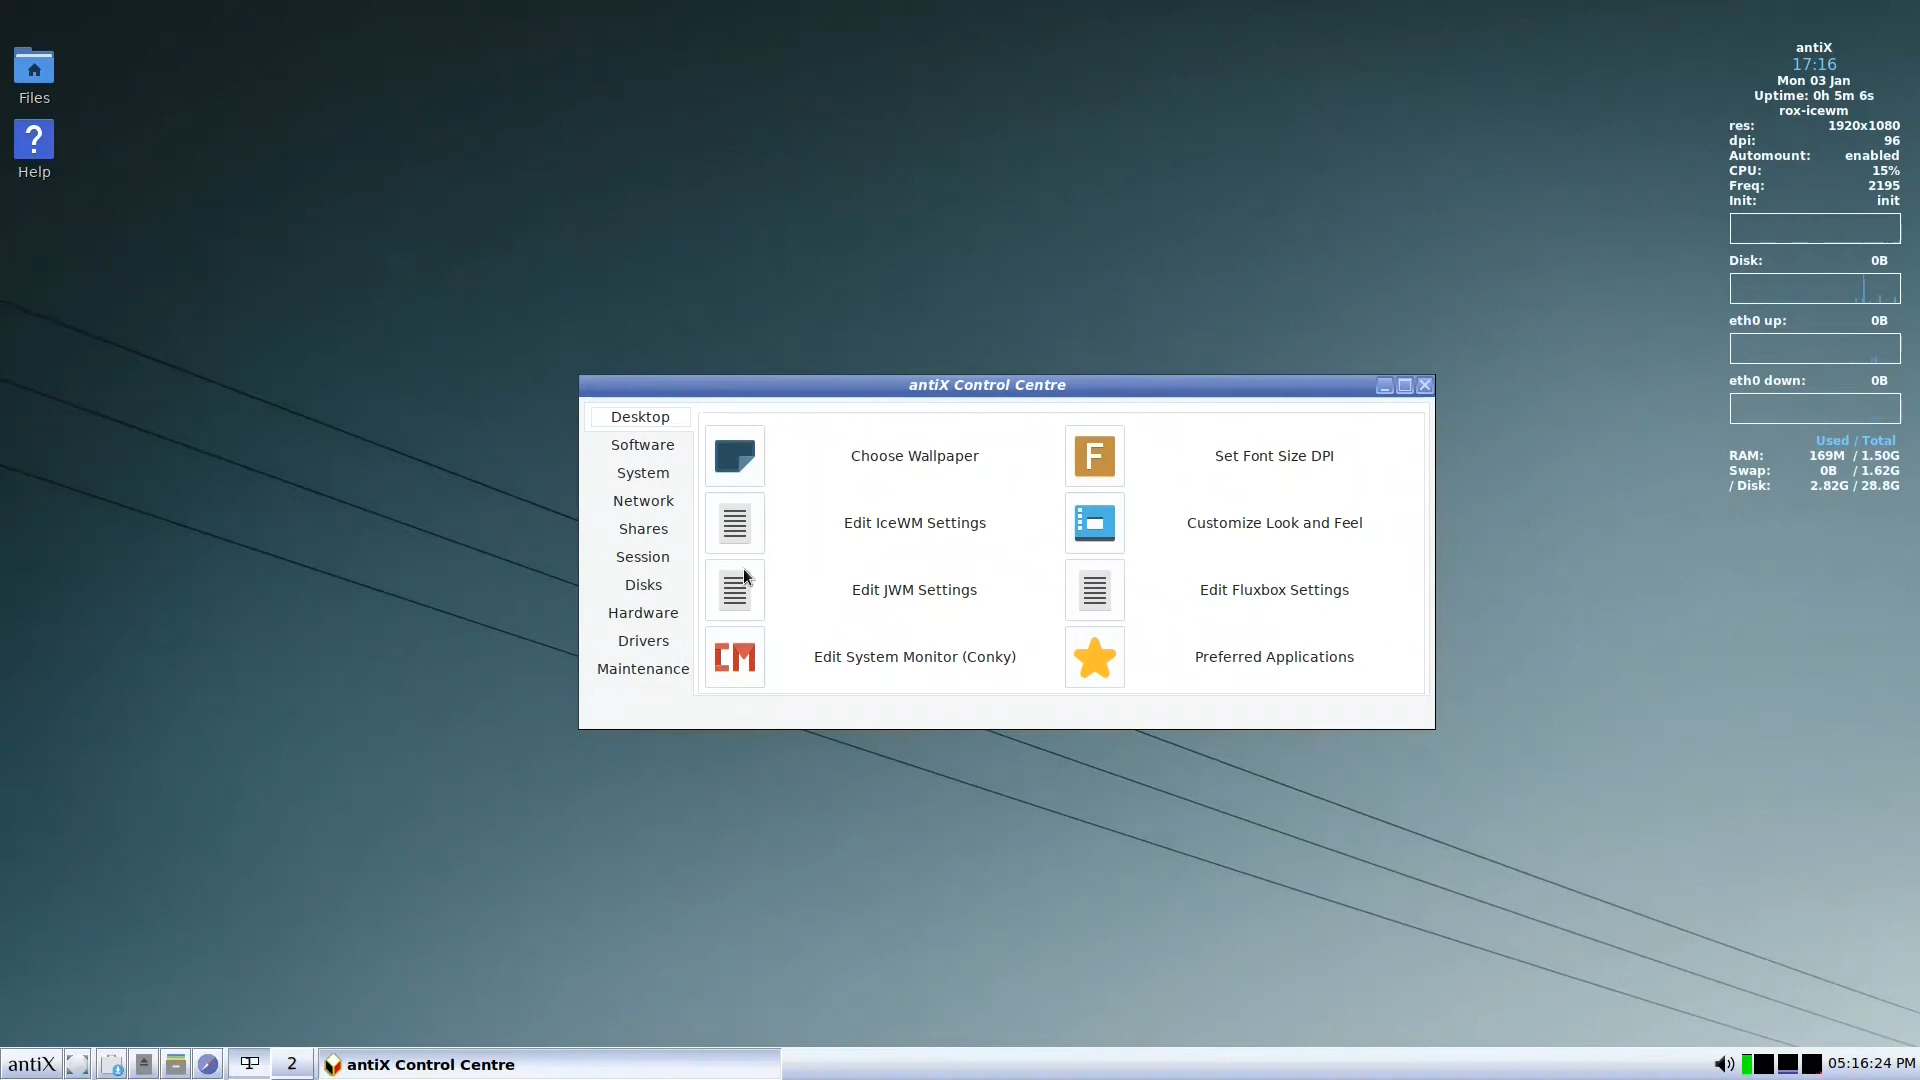 Files
Help
antiX
17:16
Mon 03 Jan
Uptime: 0h 5m 6s
rox-icewm
res: 1920x1080
dpi: 96
Automount: enabled
CPU: 15%
Freq: 2195
Init: init
Disk: 0B
eth0 up: 0B
eth0 down: 0B
Used / Total
RAM: 169M / 1.50G
Swap: 0B / 1.62G
/ Disk: 2.82G / 28.8G
antiX Control Centre
Desktop
Software
System
Network
Shares
Session
Disks
Hardware
Drivers
Maintenance
Choose Wallpaper
F
Set Font Size DPI
Edit IceWM Settings
Customize Look and Feel
Edit JWM Settings
Edit Fluxbox Settings
CM
Edit System Monitor (Conky)
Preferred Applications
antiX
2
antiX Control Centre
05:16:24 PM